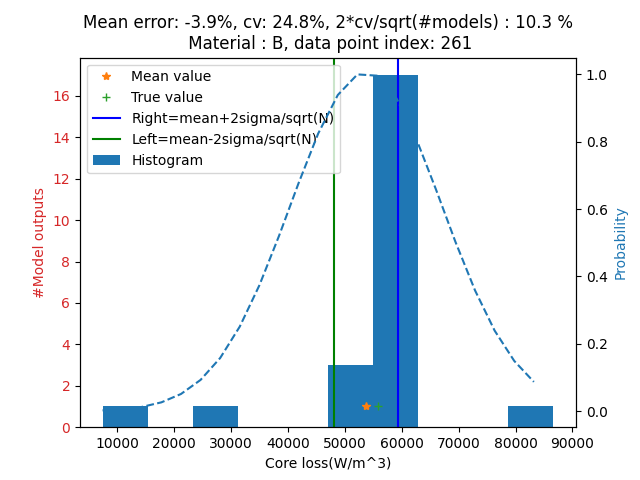 Mean error: -3.9%, cv: 24.8%, 2*cv/sqrt(#models) : 10.3 %
Material : B, data point index: 261
Mean value
True value
Right=mean+2sigma/sqrt(N)
Left=mean-2sigma/sqrt(N)
Histogram
#Model outputs
16
14
12
10
8
6
4
2
0
Probability
1.0
0.8
0.6
0.4
0.2
0.0
10000 20000 30000 40000 50000 60000 70000 80000 90000
Core loss(W/m^3)